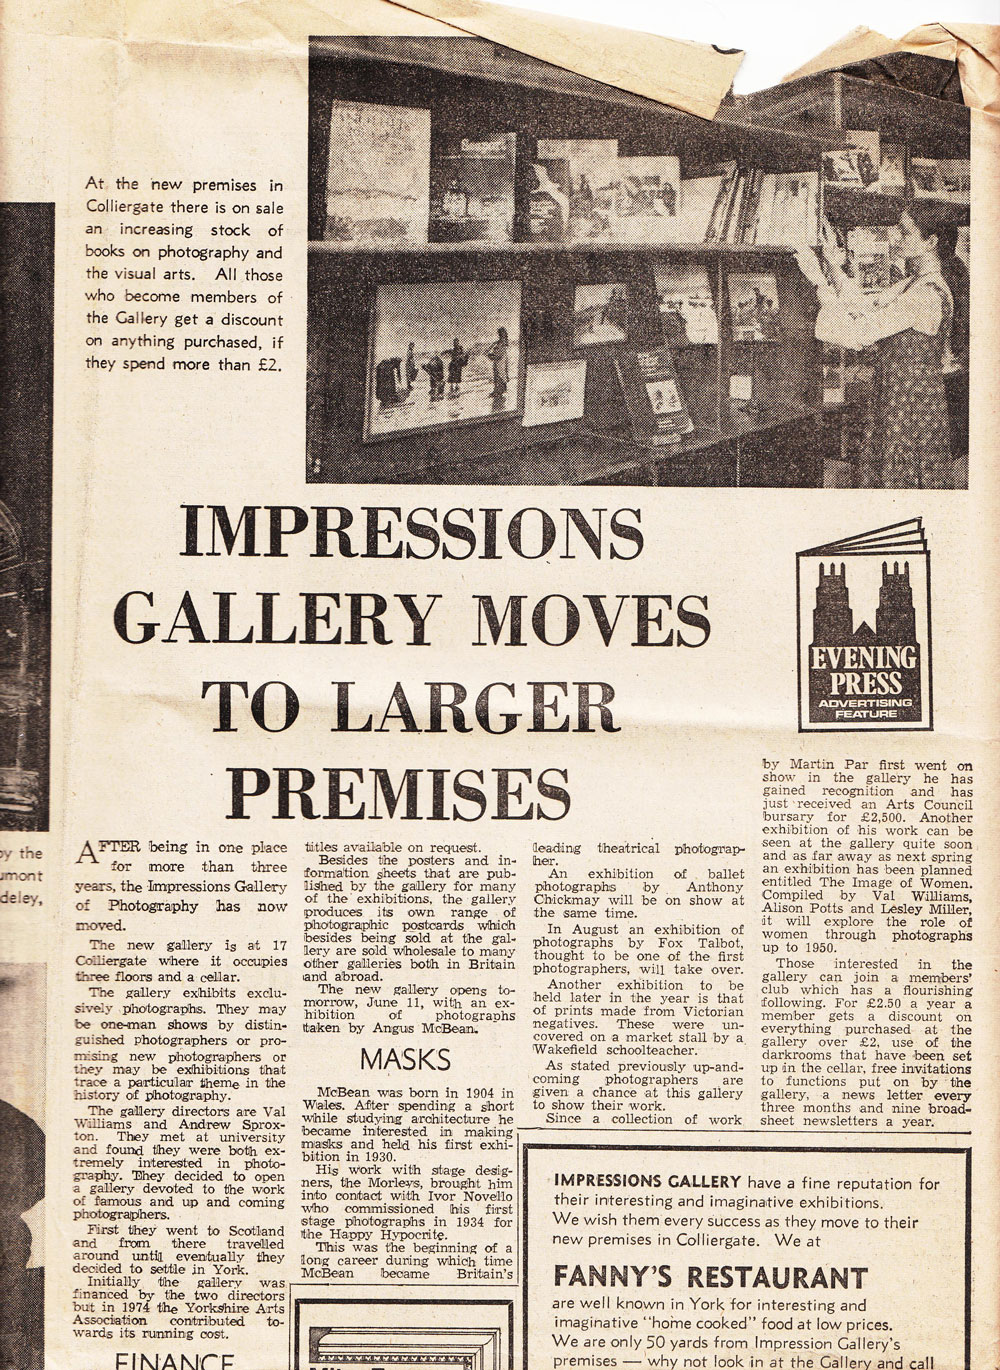 At the new premises in
Colliergate there is on sale
an increasing stock of
books on photography and
the visual arts. All those
who become members of
the Gallery get a discount
on anything purchased, if
they spend more than £2.
IMPRESSIONS
GALLERY MOVES
TO LARGER
PREMISES
EVENING
PRESS
ADVERTISING
FEATURE
by the
umont
deley,
AFTER being in one place
for more than three
years, the Impressions Gallery
of Photography has now
moved.
The new gallery is at 17
Colliergate where it occupies
three floors and a cellar.
The gallery exhibits exclu-
sively photographs. They may
be one-man shows by distin-
guished photographers or pro-
mising new photographers or
they may be exhibitions that
trace a particular theme in the
history of photography.
The gallery directors are Val
Williams and Andrew Sprox-
ton. They met at university
and found they were both ex-
tremely interested in photo-
graphy. They decided to open
a gallery devoted to the work
of famous and up and coming
photographers.
First they went to Scotland
and from there travelled
around until eventually they
decided to settle in York.
Initially the gallery was
financed by the two directors
but in 1974 the Yorkshire Arts
Association contributed to-
wards its running cost.
FINANCE
titles available on request.
Besides the posters and in-
formation sheets that are pub-
lished by the gallery for many
of the exhibitions, the gallery
produces its own range of
photographic postcards which
besides being sold at the gal-
lery are sold wholesale to many
other galleries both in Britain
and abroad.
The new gallery opens to-
morrow, June 11, with an ex-
hibition of photographs
taken by Angus McBean.
MASKS
McBean was born in 1904 in
Wales. After spending a short
while studying architecture he
became interested in making
masks and held his first exhi-
bition in 1930.
His work with stage desig-
ners, the Morleys, brought him
into contact with Ivor Novello
who commissioned his first
stage photographs in 1934 for
the Happy Hypocrite.
This was the beginning of a
long career during which time
McBean became Britain's
leading theatrical photograp-
her.
An exhibition of ballet
photographs by Anthony
Chickmay will be on show at
the same time.
In August an exhibition of
photographs by Fox Talbot,
thought to be one of the first
photographers, will take over.
Another exhibition to be
held later in the year is that
of prints made from Victorian
negatives. These were un-
covered on a market stall by a
Wakefield schoolteacher.
As stated previously up-and-
coming photographers are
given a chance at this gallery
to show their work.
Since a collection of work
by Martin Par first went on
show in the gallery he has
gained recognition and has
just received an Arts Council
bursary for £2,500. Another
exhibition of his work can be
seen at the gallery quite soon
and as far away as next spring
an exhibition has been planned
entitled The Image of Women.
Compiled by Val Williams,
Alison Potts and Lesley Miller,
it will explore the role of
women through photographs
up to 1950.
Those interested in the
gallery can join a members'
club which has a flourishing
following. For £2.50 a year a
member gets a discount on
everything purchased at the
gallery over £2, use of the
darkrooms that have been set
up in the cellar, free invitations
to functions put on by the
gallery, a news letter every
three months and nine broad-
sheet newsletters a year.
IMPRESSIONS GALLERY have a fine reputation for
their interesting and imaginative exhibitions.
We wish them every success as they move to their
new premises in Colliergate. We at
FANNY'S RESTAURANT
are well known in York for interesting and
imaginative "home cooked" food at low prices.
We are only 50 yards from Impression Gallery's
premises — why not look in at the Gallery and call